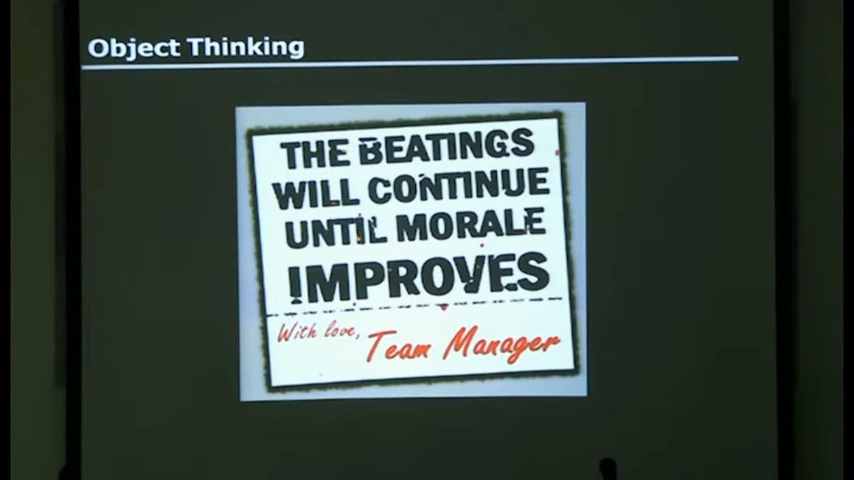 Object Thinking
THE BEATINGS
WILL CONTINUE
UNTIL MORALE
IMPROVES
With love, Team Manager